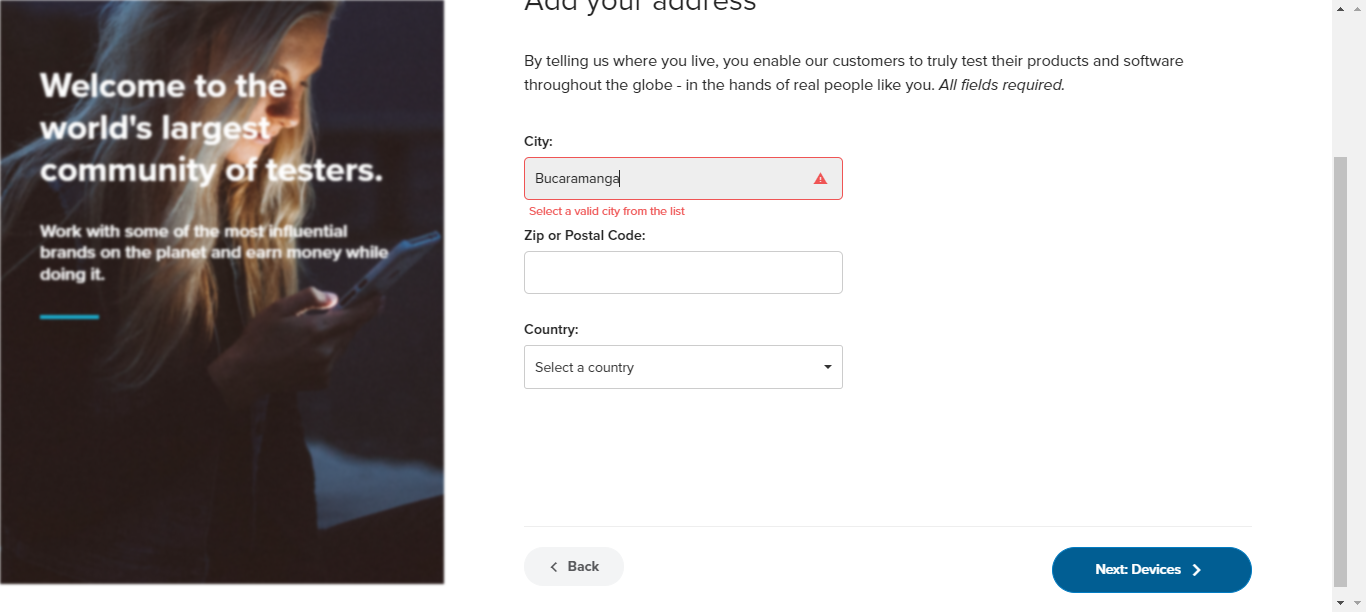 Welcome to the
world's largest
community of testers.
Work with some of the most influential
brands on the planet and earn money while
doing it.
Add your address
By telling us where you live, you enable our customers to truly test their products and software
throughout the globe - in the hands of real people like you. All fields required.
City:
Bucaramanga
Select a valid city from the list
Zip or Postal Code:
Country:
Select a country
Back
Next: Devices